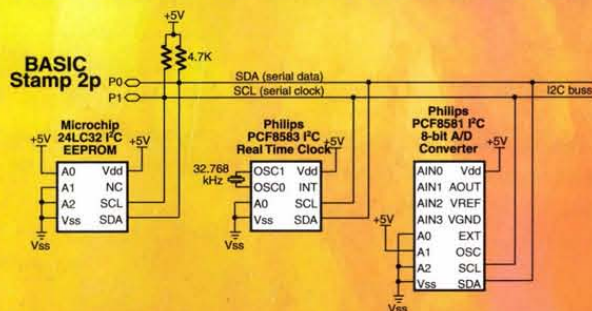 +5V
4.7K
BASIC
Stamp 2p
P0
P1
SDA (serial data)
SCL (serial clock)
I2C buss
Microchip
24LC32 I²C
EEPROM
+5V
+5V
A0 Vdd
A1 NC
A2 SCL
Vss SDA
Vss
Philips
PCF8583 I²C
Real Time Clock
+5V
32.768
kHz
OSC1 Vdd
OSC0 INT
A0 SCL
Vss SDA
Vss
Philips
PCF8581 I²C
8-bit A/D
Converter
+5V
+5V
AIN0 Vdd
AIN1 AOUT
AIN2 VREF
AIN3 VGND
A0 EXT
A1 OSC
A2 SCL
Vss SDA
Vss